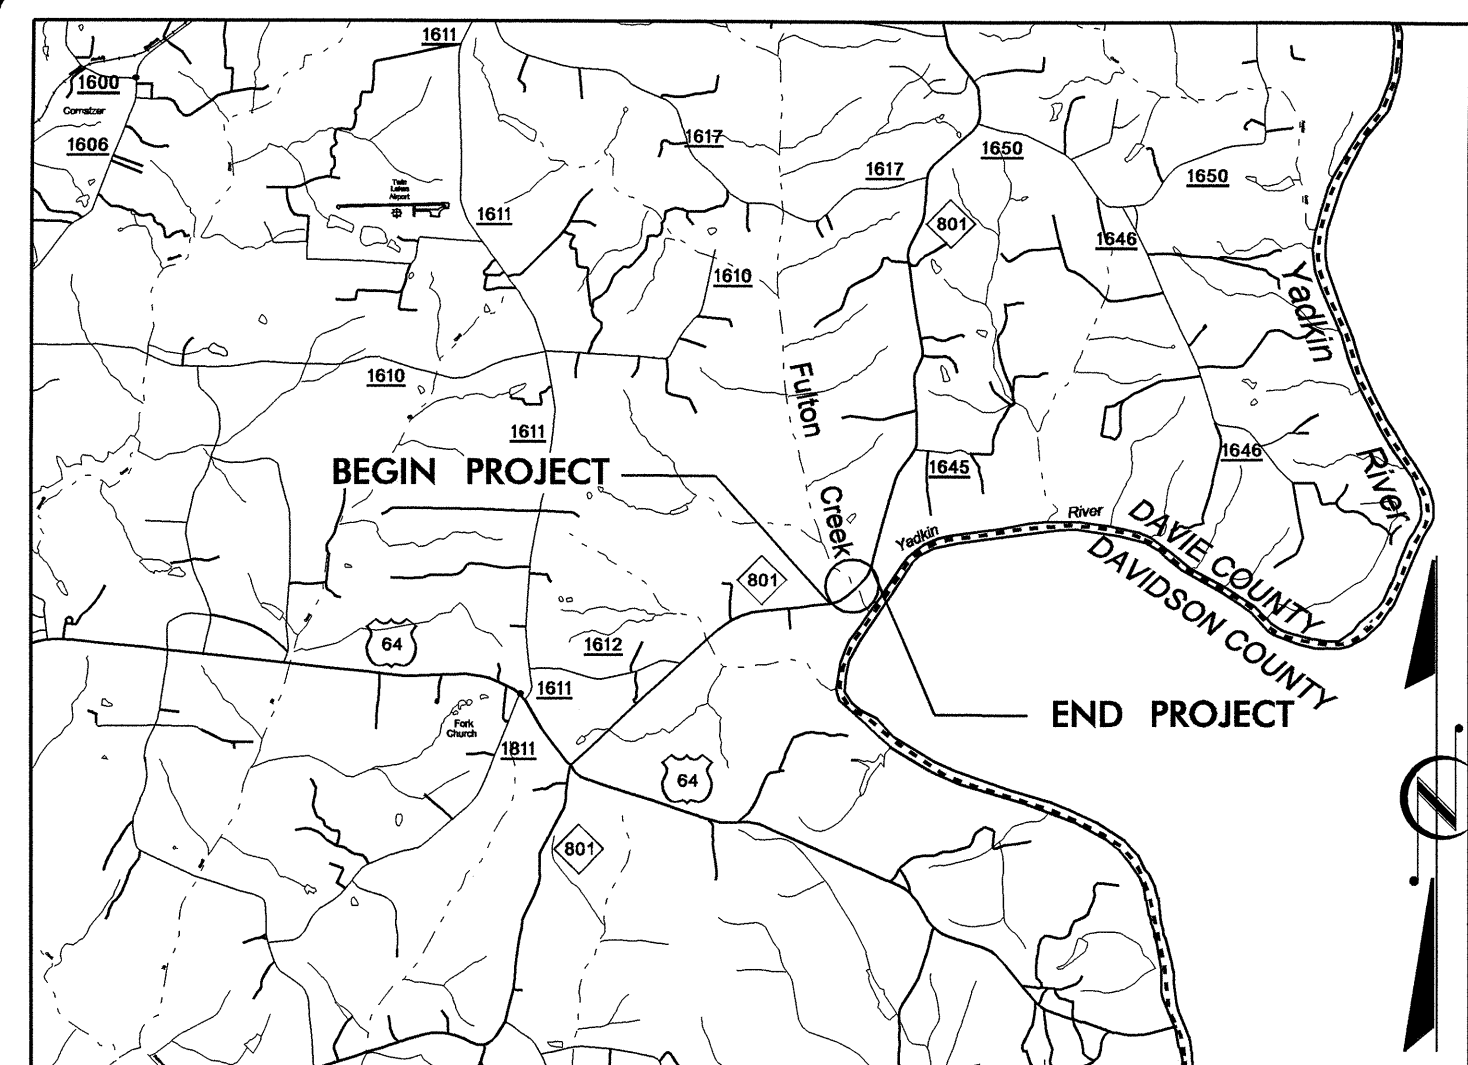 1611
1600
Cornatzer
1606
1617
1650
1617
1650
Twin
Lakes
Airport
1611
801
1646
1610
Yadkin
1610
Fulton
1611
1646
1645
River
BEGIN PROJECT
Creek
River
Yadkin
DAVIE COUNTY
DAVIDSON COUNTY
801
64
1612
1611
END PROJECT
Fork
Church
1811
64
801
N